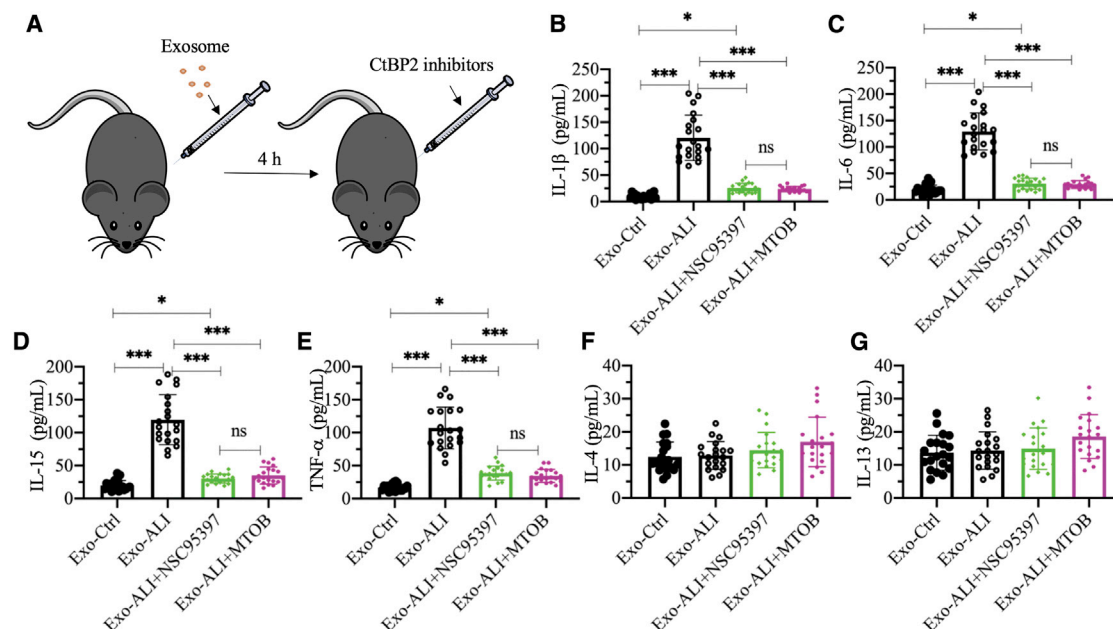 A
Exosome
CtBP2 inhibitors
4 h
B
*
***
*** ***
ns
IL-1β (pg/mL)
250
200
150
100
50
0
Exo-Ctrl
Exo-ALI
Exo-ALI+NSC95397
Exo-ALI+MTOB
C
*
***
*** ***
ns
IL-6 (pg/mL)
250
200
150
100
50
0
Exo-Ctrl
Exo-ALI
Exo-ALI+NSC95397
Exo-ALI+MTOB
D
*
***
*** ***
ns
IL-15 (pg/mL)
200
150
100
50
0
Exo-Ctrl
Exo-ALI
Exo-ALI+NSC95397
Exo-ALI+MTOB
E
*
***
*** ***
ns
TNF-α (pg/mL)
200
150
100
50
0
Exo-Ctrl
Exo-ALI
Exo-ALI+NSC95397
Exo-ALI+MTOB
F
IL-4 (pg/mL)
40
30
20
10
0
Exo-Ctrl
Exo-ALI
Exo-ALI+NSC95397
Exo-ALI+MTOB
G
IL-13 (pg/mL)
40
30
20
10
0
Exo-Ctrl
Exo-ALI
Exo-ALI+NSC95397
Exo-ALI+MTOB